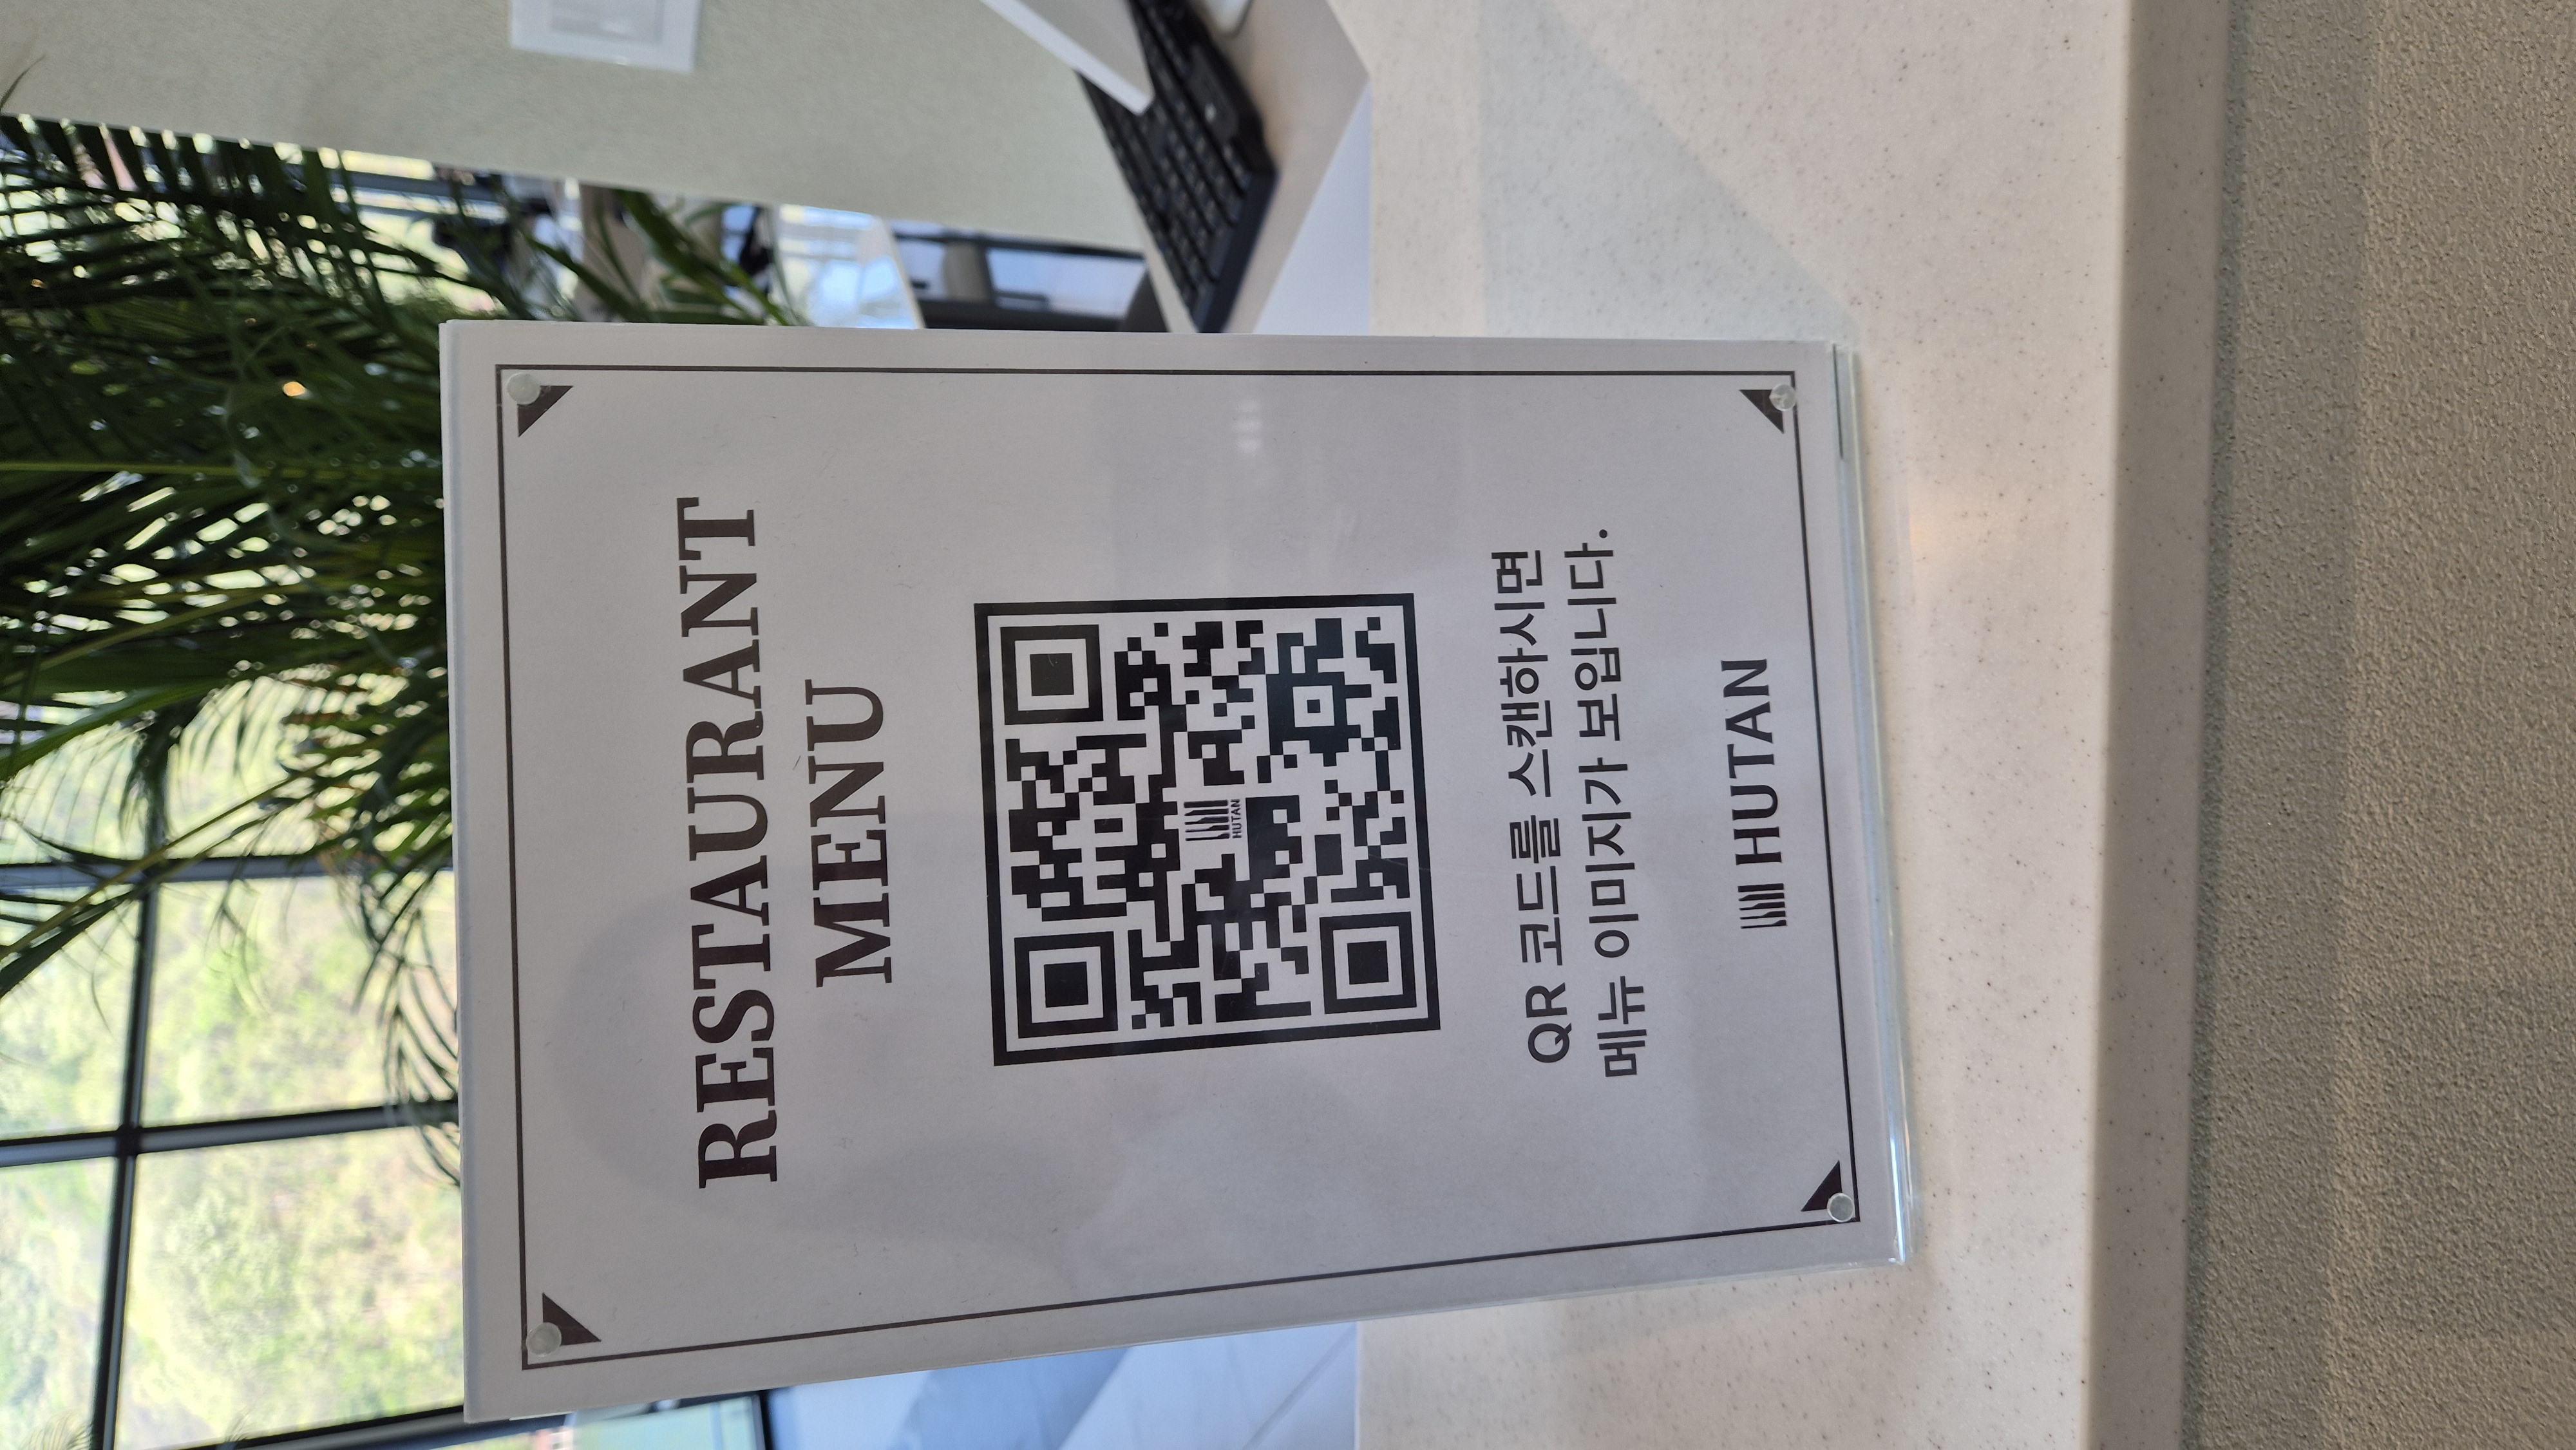 RESTAURANT
MENU
HUTAN
QR 코드를 스캔하시면
메뉴 이미지가 보입니다.
HUTAN